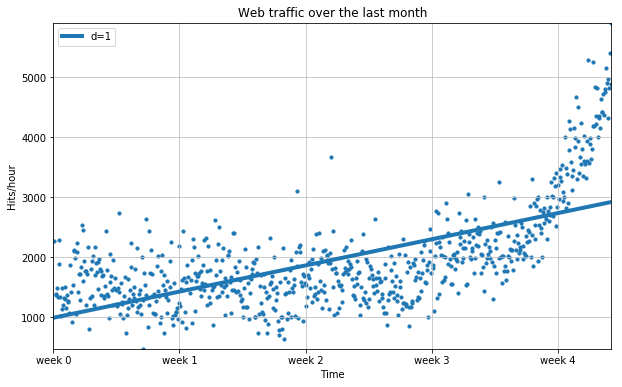 Web traffic over the last month
d=1
5000
4000
3000
2000
1000
Hits/hour
week 0
week 1
week 2
week 3
week 4
Time